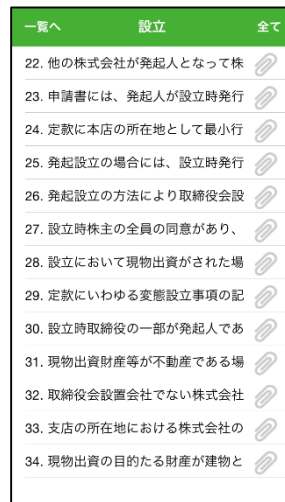 一覧へ 設立 全て
22. 他の株式会社が発起人となって株
23. 申請書には、発起人が設立時発行
24. 定款に本店の所在地として最小行
25. 発起設立の場合には、設立時発行
26. 発起設立の方法により取締役会設
27. 設立時株主の全員の同意があり、
28. 設立において現物出資がされた場
29. 定款にいわゆる変態設立事項の記
30. 設立時取締役の一部が発起人であ
31. 現物出資財産等が不動産である場
32. 取締役会設置会社でない株式会社
33. 支店の所在地における株式会社の
34. 現物出資の目的たる財産が建物と